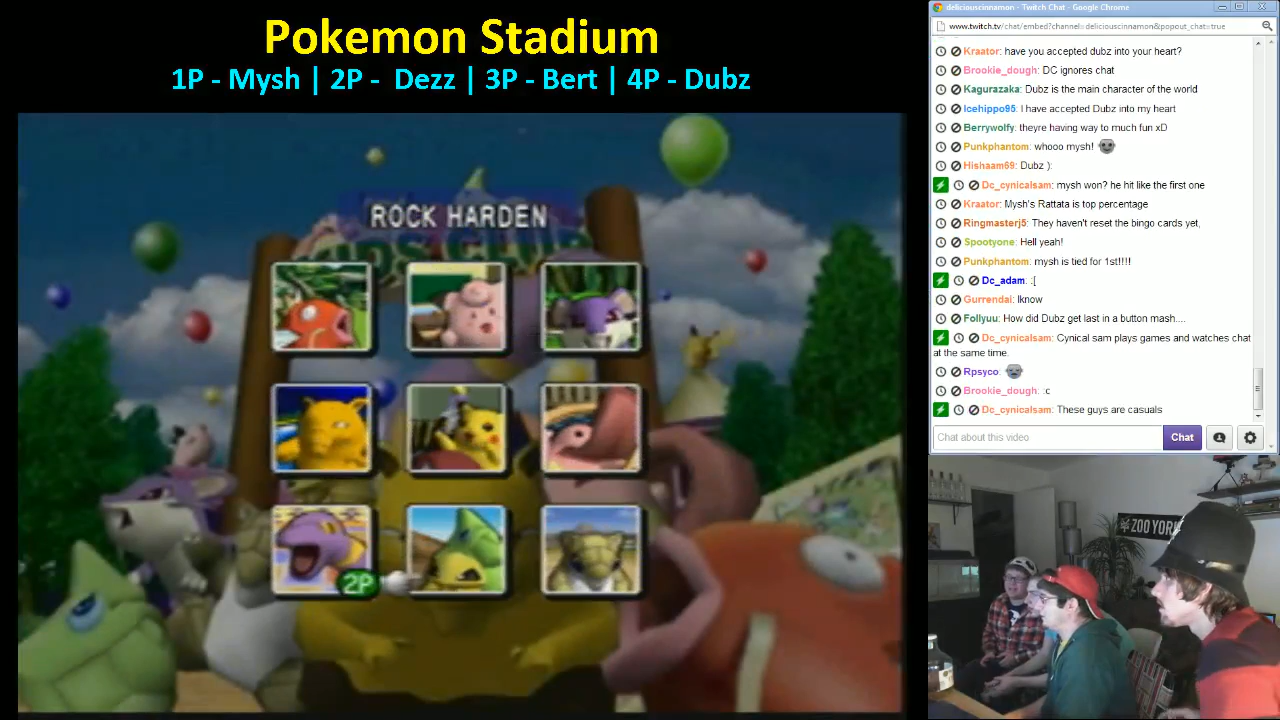 Pokemon Stadium
1P - Mysh | 2P - Dezz | 3P - Bert | 4P - Dubz
ROCK HARDEN
KIDS CLUB
2P
deliciouscinnamon - Twitch Chat - Google Chrome
www.twitch.tv/chat/embed?channel=deliciouscinnamon&popout_chat=true
Kraator: have you accepted dubz into your heart?
Brookie_dough: DC ignores chat
Kagurazaka: Dubz is the main character of the world
Icehippo95: I have accepted Dubz into my heart
Berrywolfy: theyre having way to much fun xD
Punkphantom: whooo mysh!
Hishaam69: Dubz ):
Dc_cynicalsam: mysh won? he hit like the first one
Kraator: Mysh's Rattata is top percentage
Ringmasterj5: They haven't reset the bingo cards yet,
Spootyone: Hell yeah!
Punkphantom: mysh is tied for 1st!!!!
Dc_adam: :[
Gurrendai: Iknow
Follyuu: How did Dubz get last in a button mash....
Dc_cynicalsam: Cynical sam plays games and watches chat
at the same time.
Rpsyco:
Brookie_dough: :c
Dc_cynicalsam: These guys are casuals
Chat about this video
Chat
ZOO YORK